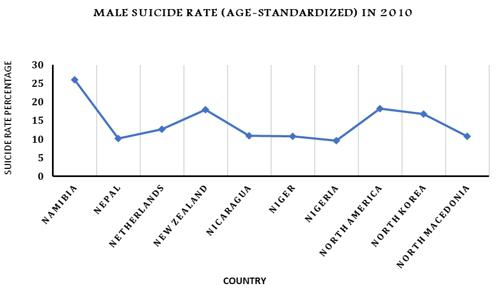 MALE SUICIDE RATE (AGE-STANDARDIZED) IN 2010
SUICIDE RATE PERCENTAGE
30
25
20
15
10
5
0
NAMIBIA
NEPAL
NETHERLANDS
NEW ZEALAND
NICARAGUA
NIGER
NIGERIA
NORTH AMERICA
NORTH KOREA
NORTH MACEDONIA
COUNTRY